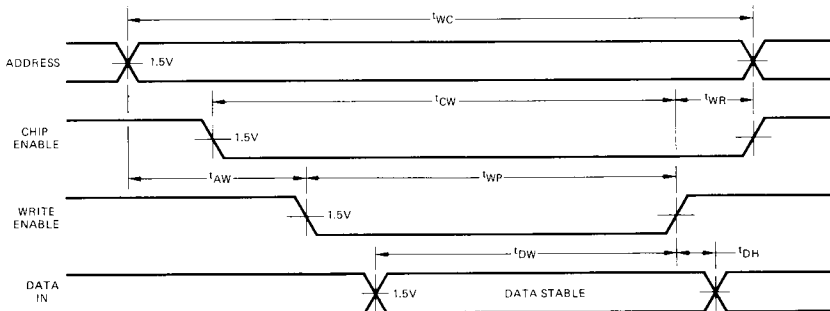 tWC
ADDRESS
1.5V
tCW
tWR
CHIP
ENABLE
1.5V
tAW
tWP
WRITE
ENABLE
1.5V
tDW
tDH
DATA
IN
1.5V
DATA STABLE